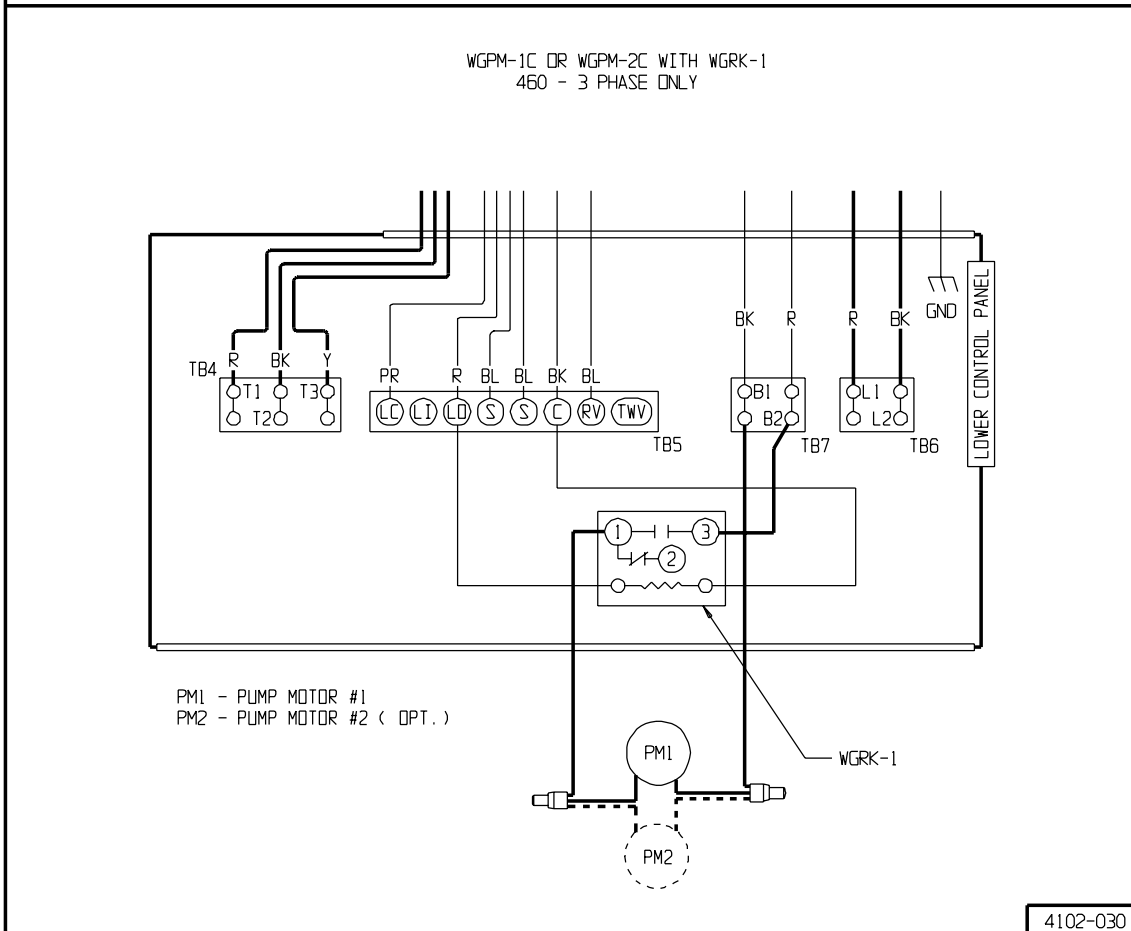 WGPM-1C OR WGPM-2C WITH WGRK-1
460 - 3 PHASE ONLY
GND
BK R R BK
LOWER CONTROL PANEL
TB4 R BK Y
PR R BL BL BK BL
T1 T3
T2
LC LI LO S S C RV TWV
TB5
B1
B2
TB7
L1
L2
TB6
1 3
2
PM1 - PUMP MOTOR #1
PM2 - PUMP MOTOR #2 ( OPT. )
PM1
WGRK-1
PM2
4102-030